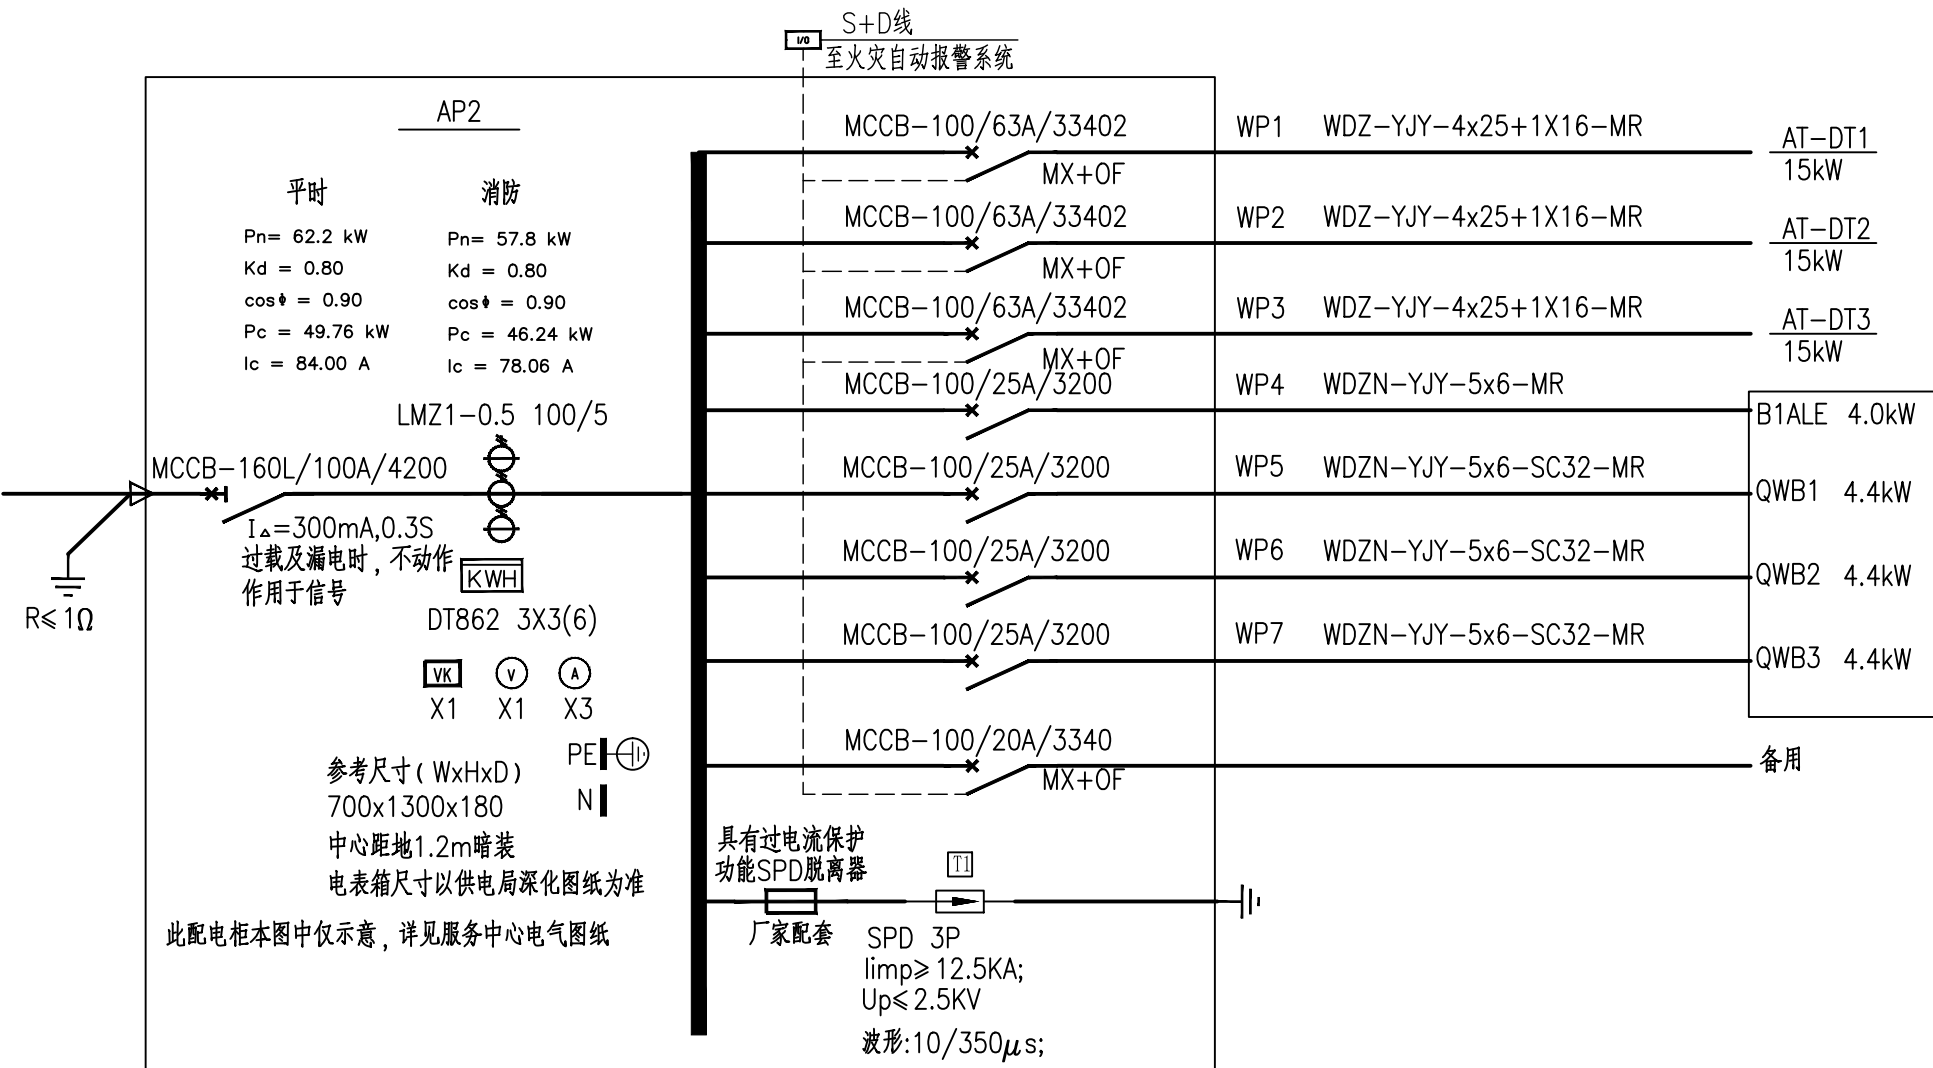 S+D线
I/O
至火灾自动报警系统
AP2
平时
Pn= 62.2 kW
Kd = 0.80
cosΦ = 0.90
Pc = 49.76 kW
Ic = 84.00 A
消防
Pn= 57.8 kW
Kd = 0.80
cosΦ = 0.90
Pc = 46.24 kW
Ic = 78.06 A
LMZ1-0.5 100/5
MCCB-160L/100A/4200
I△=300mA,0.3S
过载及漏电时,不动作
作用于信号
R≤1Ω
KWH
DT862 3X3(6)
VK V A
X1 X1 X3
PE
N
参考尺寸(WxHxD)
700x1300x180
中心距地1.2m暗装
电表箱尺寸以供电局深化图纸为准
此配电柜本图中仅示意,详见服务中心电气图纸
MCCB-100/63A/33402 WP1 WDZ-YJY-4x25+1X16-MR AT-DT1
MX+OF 15kW
MCCB-100/63A/33402 WP2 WDZ-YJY-4x25+1X16-MR AT-DT2
MX+OF 15kW
MCCB-100/63A/33402 WP3 WDZ-YJY-4x25+1X16-MR AT-DT3
MX+OF 15kW
MCCB-100/25A/3200 WP4 WDZN-YJY-5x6-MR B1ALE 4.0kW
MCCB-100/25A/3200 WP5 WDZN-YJY-5x6-SC32-MR QWB1 4.4kW
MCCB-100/25A/3200 WP6 WDZN-YJY-5x6-SC32-MR QWB2 4.4kW
MCCB-100/25A/3200 WP7 WDZN-YJY-5x6-SC32-MR QWB3 4.4kW
MCCB-100/20A/3340 备用
MX+OF
具有过电流保护
功能SPD脱离器
T1
厂家配套
SPD 3P
Iimp≥12.5KA;
Up≤2.5KV
波形:10/350μs;